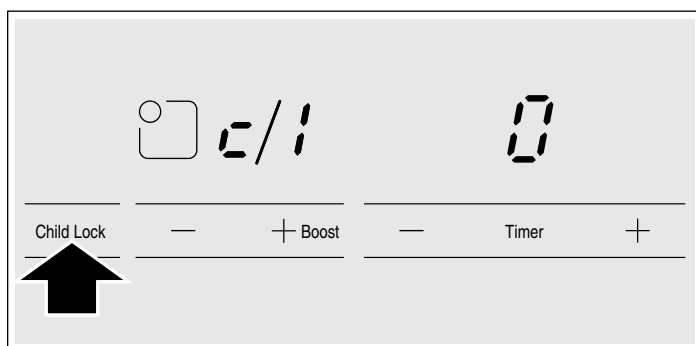 c/1 0
Child Lock — + Boost — Timer +